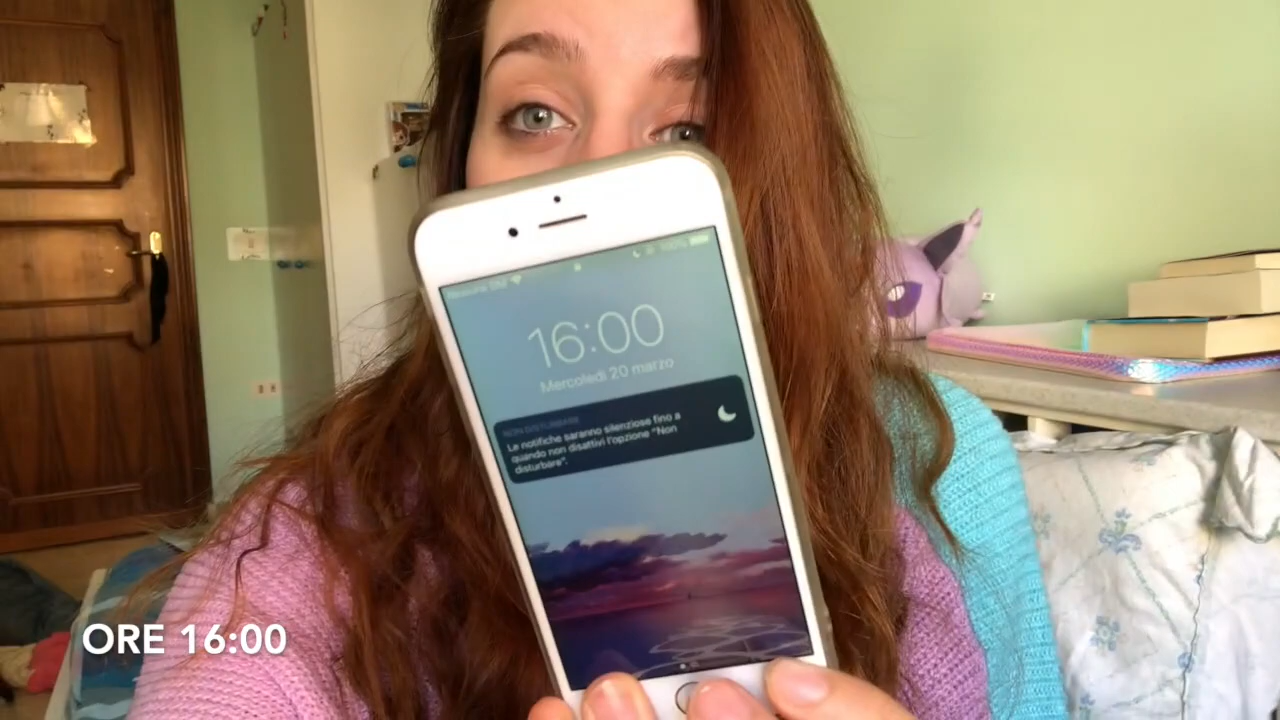 16:00
Mercoledì 20 marzo
NON DISTURBARE
Le notifiche saranno silenziose fino a
quando non disattivi l'opzione "Non
disturbare".
ORE 16:00